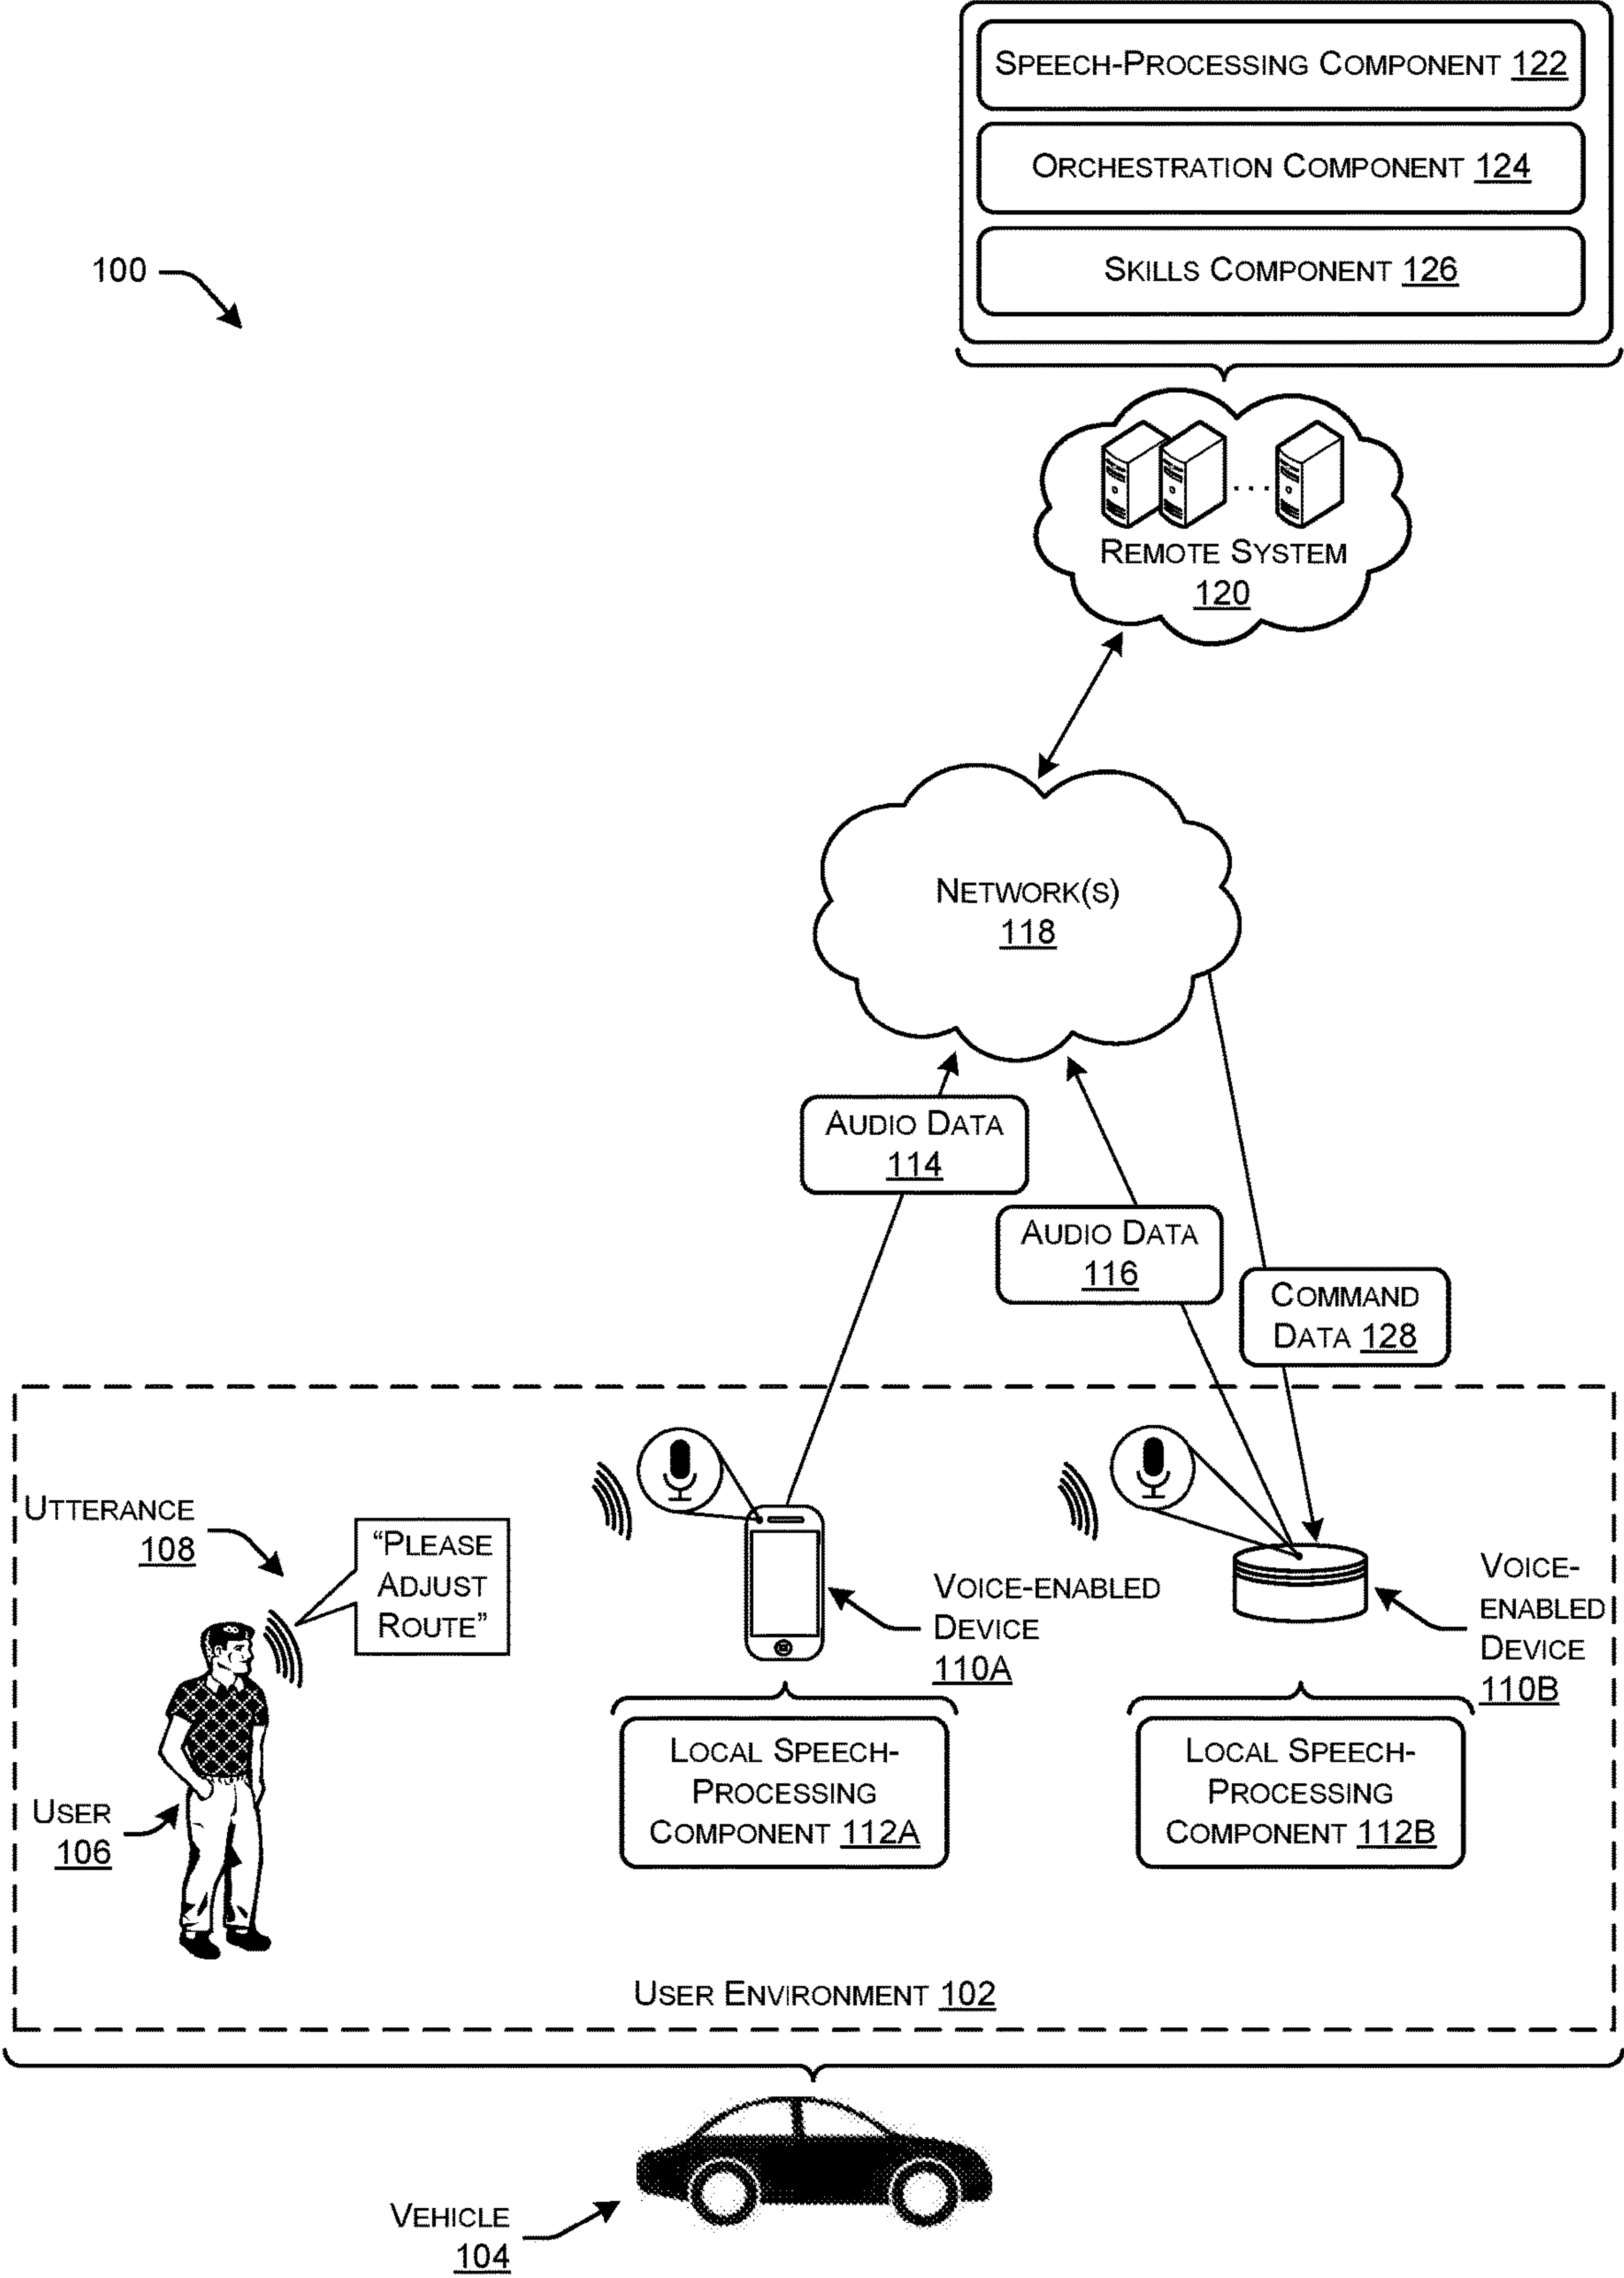 SPEECH-PROCESSING COMPONENT 122
ORCHESTRATION COMPONENT 124
SKILLS COMPONENT 126
100
REMOTE SYSTEM
120
NETWORK(S)
118
AUDIO DATA
114
AUDIO DATA
116
COMMAND
DATA 128
UTTERANCE
108
“PLEASE
ADJUST
ROUTE”
VOICE-ENABLED
DEVICE
110A
VOICE-
ENABLED
DEVICE
110B
LOCAL SPEECH-
PROCESSING
COMPONENT 112A
LOCAL SPEECH-
PROCESSING
COMPONENT 112B
USER
106
USER ENVIRONMENT 102
VEHICLE
104